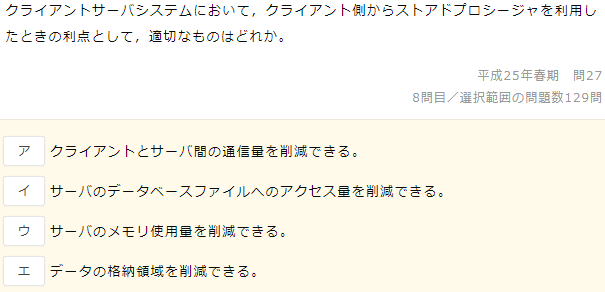 クライアントサーバシステムにおいて，クライアント側からストアドプロシージャを利用し
たときの利点として，適切なものはどれか。
平成25年春期　問27
8問目／選択範囲の問題数129問
ア　クライアントとサーバ間の通信量を削減できる。
イ　サーバのデータベースファイルへのアクセス量を削減できる。
ウ　サーバのメモリ使用量を削減できる。
エ　データの格納領域を削減できる。